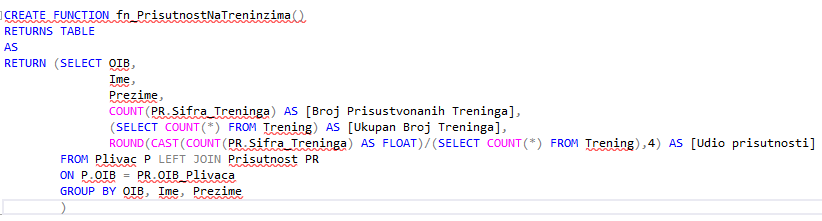 CREATE FUNCTION fn_PrisutnostNaTreninzima()
RETURNS TABLE
AS
RETURN (SELECT OIB,
Ime,
Prezime,
COUNT(PR.Sifra_Treninga) AS [Broj Prisustvonanih Treninga],
(SELECT COUNT(*) FROM Trening) AS [Ukupan Broj Treninga],
ROUND(CAST(COUNT(PR.Sifra_Treninga) AS FLOAT)/(SELECT COUNT(*) FROM Trening),4) AS [Udio prisutnosti]
FROM Plivac P LEFT JOIN Prisutnost PR
ON P.OIB = PR.OIB_Plivaca
GROUP BY OIB, Ime, Prezime
)